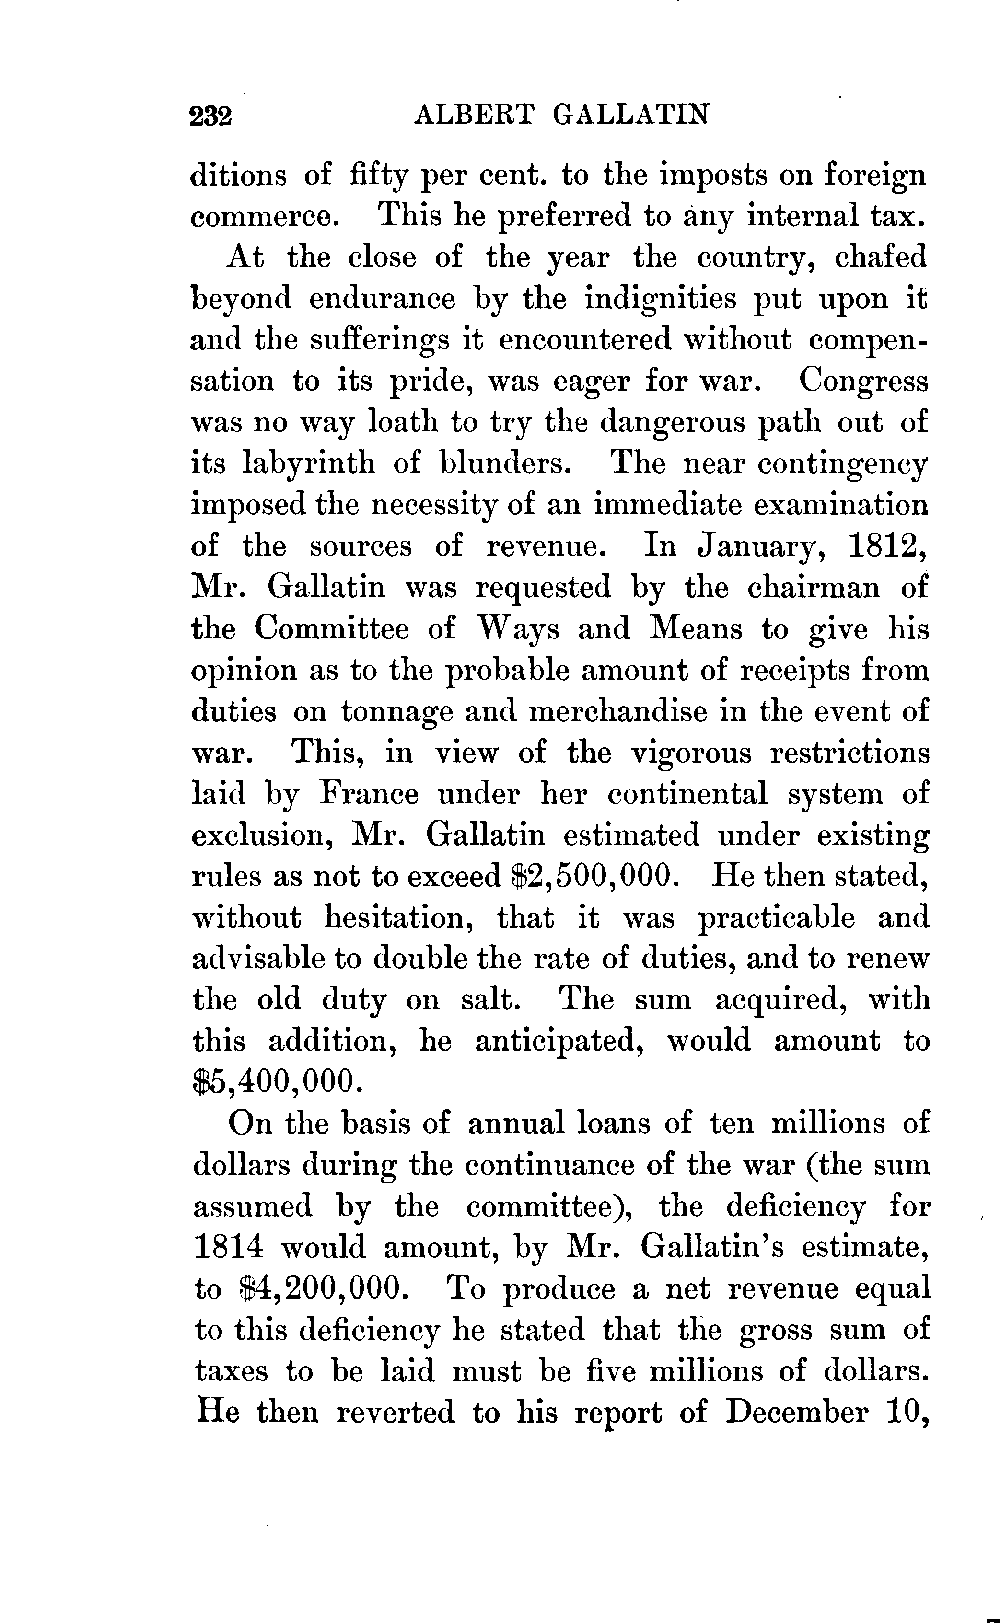 232 ALBERT GALLATIN
ditions of fifty per cent. to the imposts on foreign
commerce. This he preferred to any internal tax.
At the close of the year the country, chafed
beyond endurance by the indignities put upon it
and the sufferings it encountered without compen-
sation to its pride, was eager for war. Congress
was no way loath to try the dangerous path out of
its labyrinth of blunders. The near contingency
imposed the necessity of an immediate examination
of the sources of revenue. In January, 1812,
Mr. Gallatin was requested by the chairman of
the Committee of Ways and Means to give his
opinion as to the probable amount of receipts from
duties on tonnage and merchandise in the event of
war. This, in view of the vigorous restrictions
laid by France under her continental system of
exclusion, Mr. Gallatin estimated under existing
rules as not to exceed $2,500,000. He then stated,
without hesitation, that it was practicable and
advisable to double the rate of duties, and to renew
the old duty on salt. The sum acquired, with
this addition, he anticipated, would amount to
$5,400,000.
On the basis of annual loans of ten millions of
dollars during the continuance of the war (the sum
assumed by the committee), the deficiency for
1814 would amount, by Mr. Gallatin's estimate,
to $4,200,000. To produce a net revenue equal
to this deficiency he stated that the gross sum of
taxes to be laid must be five millions of dollars.
He then reverted to his report of December 10,